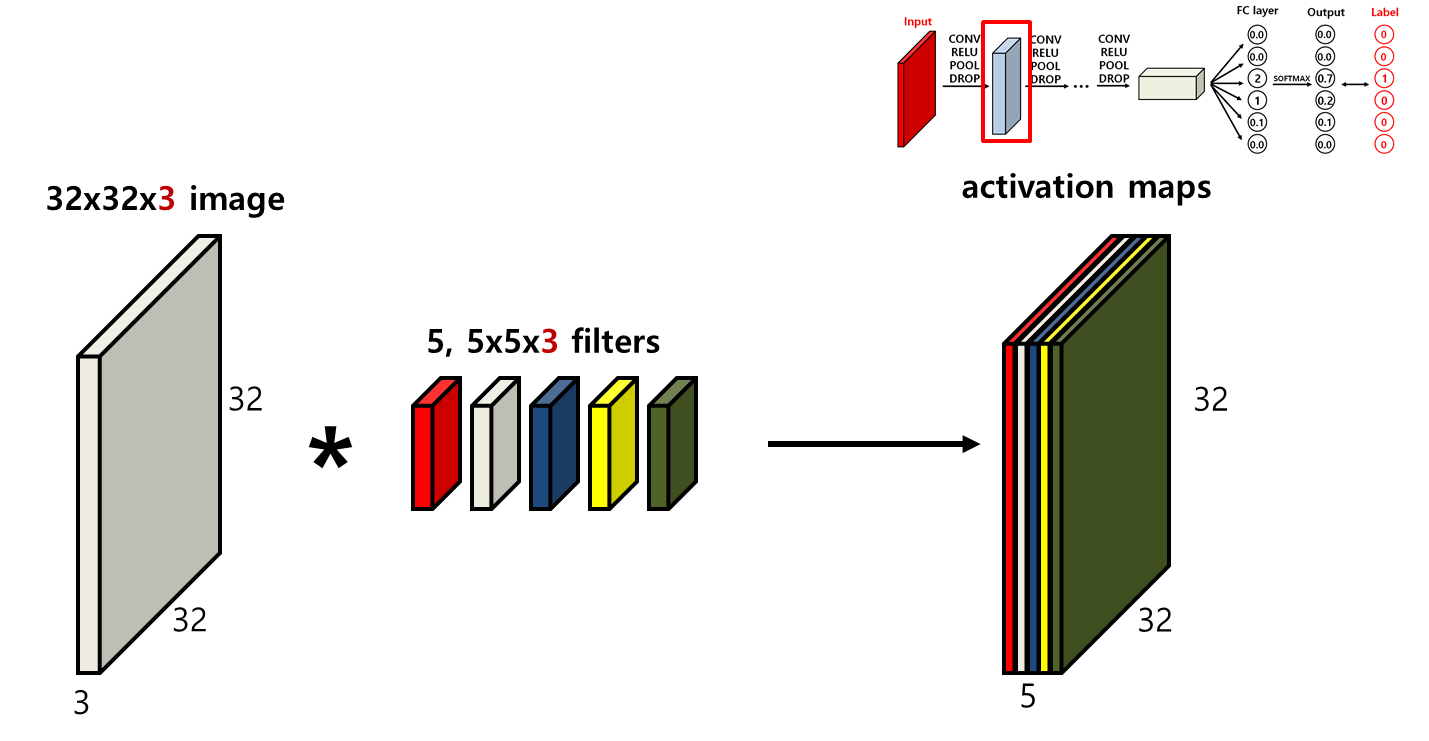 FC layer
Output
Label
Input
CONV
RELU
POOL
DROP
CONV
RELU
POOL
DROP
...
CONV
RELU
POOL
DROP
SOFTMAX
0.0
0.0
2
1
0.1
0.0
0.0
0.0
0.7
0.2
0.1
0.0
0
0
1
0
0
0
32x32x3 image
activation maps
5, 5x5x3 filters
*
32
32
3
32
32
5